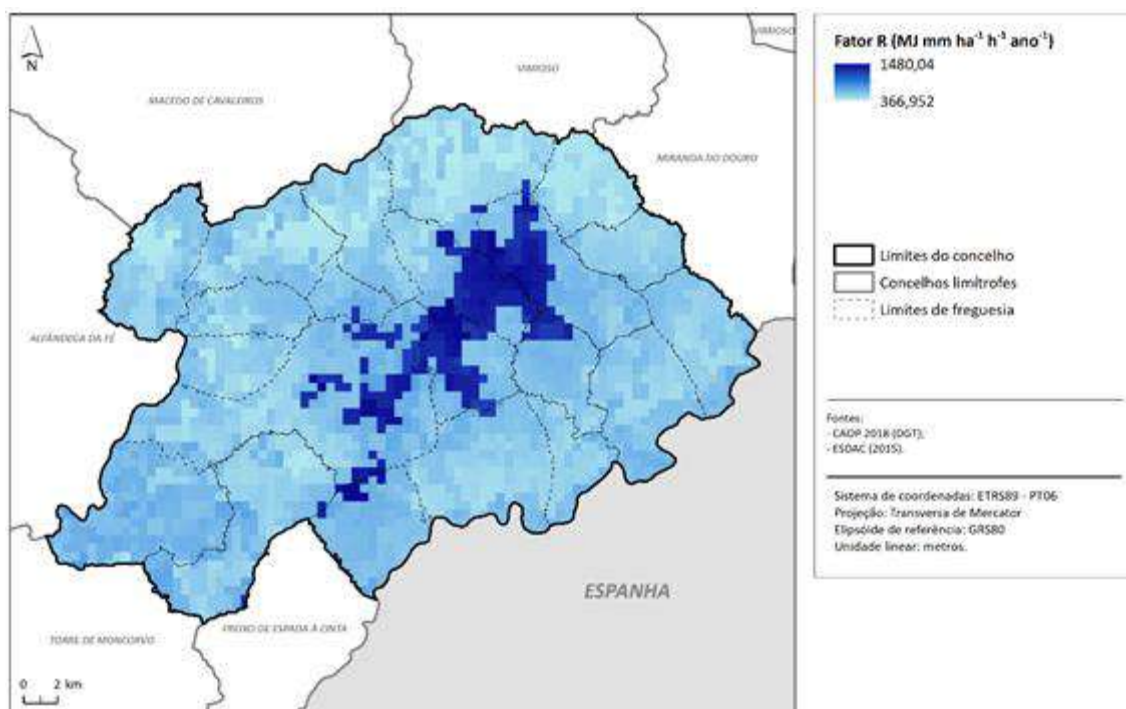 N
VIMIOSO
VIMIOSO
MACEDO DE CAVALEIROS
MIRANDA DO DOURO
ALFÂNDEGA DA FÉ
ESPANHA
TORRE DE MONCORVO
FREIXO DE ESPADA À CINTA
0 2 km
Fator R (MJ mm ha⁻¹ h⁻¹ ano⁻¹)
1480,04
366,952
Limites do concelho
Concelhos limítrofes
Limites de freguesia
Fontes:
- CAOP 2018 (DGT);
- ESDAC (2015).
Sistema de coordenadas: ETRS89 - PT06
Projeção: Transversa de Mercator
Elipsóide de referência: GRS80
Unidade linear: metros.